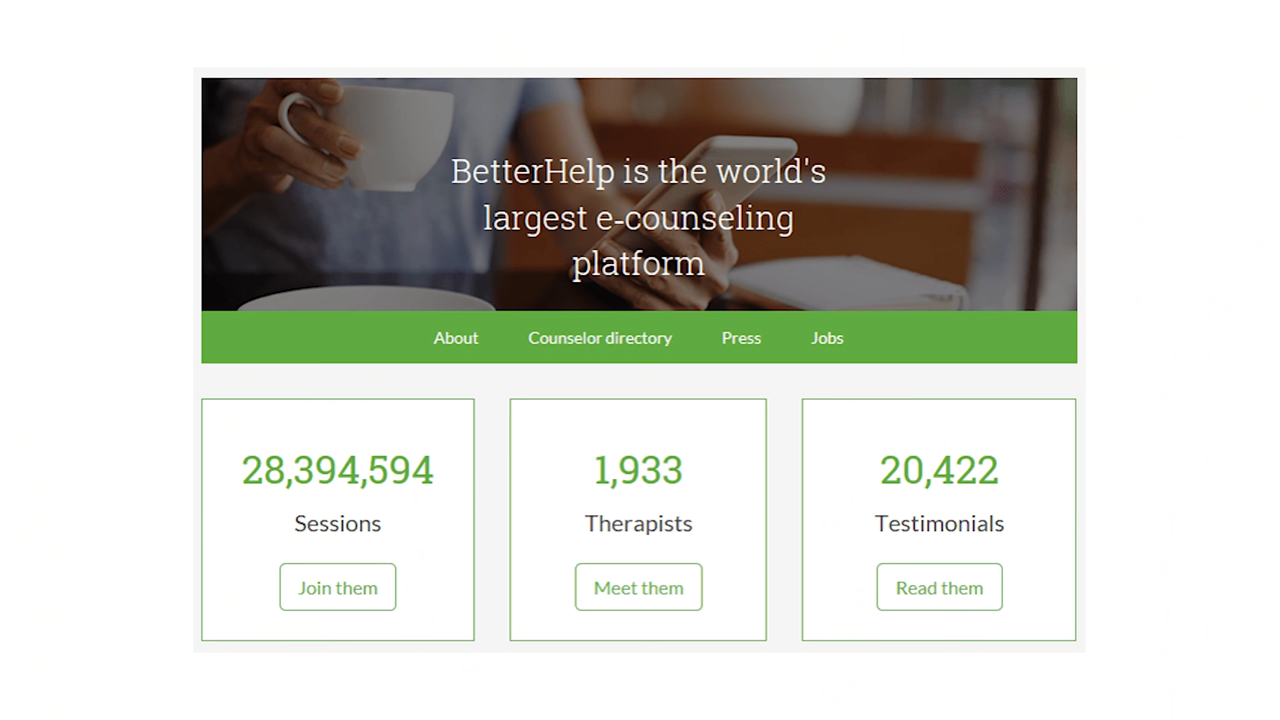 BetterHelp is the world's
largest e-counseling
platform
About Counselor directory Press Jobs
28,394,594
Sessions
Join them
1,933
Therapists
Meet them
20,422
Testimonials
Read them